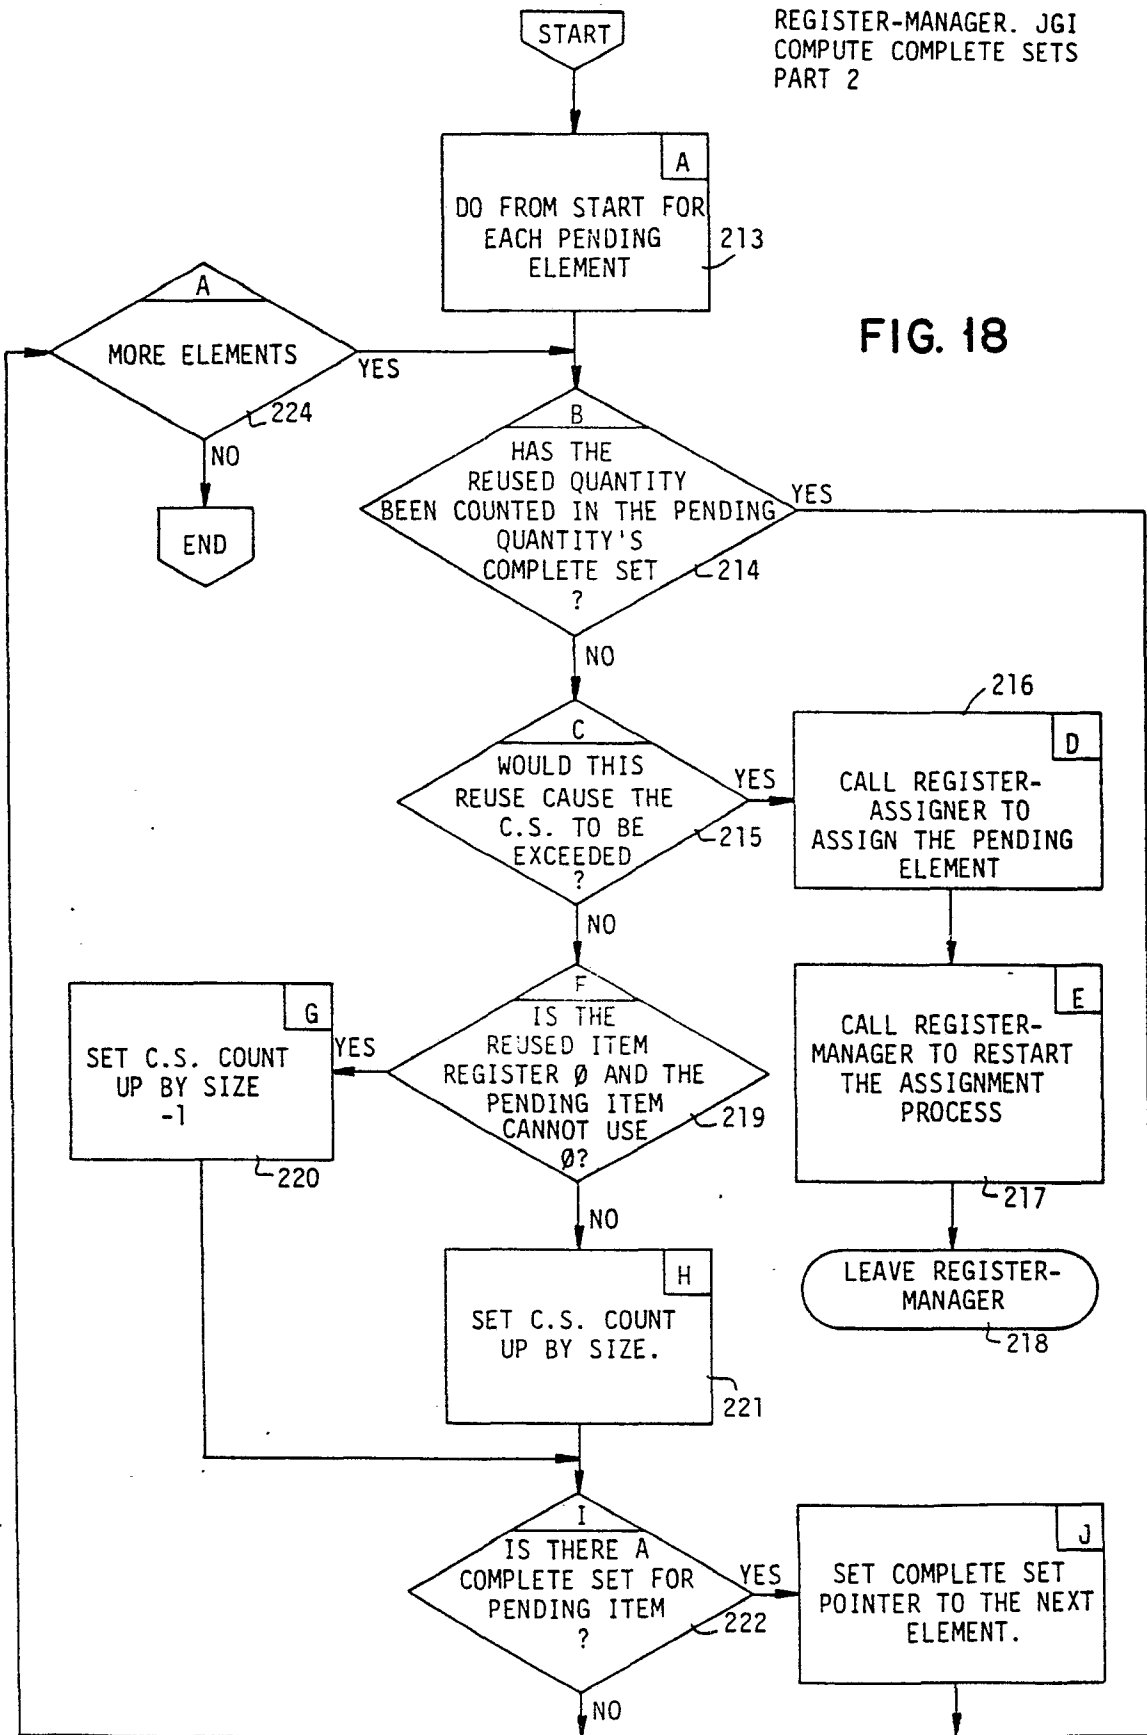 REGISTER-MANAGER. JGI
COMPUTE COMPLETE SETS
PART 2
START
A
DO FROM START FOR
EACH PENDING
ELEMENT
213
FIG. 18
A
MORE ELEMENTS
YES
224
NO
END
B
HAS THE
REUSED QUANTITY
BEEN COUNTED IN THE PENDING
QUANTITY'S
COMPLETE SET
?
YES
214
NO
C
WOULD THIS
REUSE CAUSE THE
C.S. TO BE
EXCEEDED
?
YES
215
NO
216
D
CALL REGISTER-
ASSIGNER TO
ASSIGN THE PENDING
ELEMENT
E
CALL REGISTER-
MANAGER TO RESTART
THE ASSIGNMENT
PROCESS
217
LEAVE REGISTER-
MANAGER
218
F
IS THE
REUSED ITEM
REGISTER Ø AND THE
PENDING ITEM
CANNOT USE
Ø?
YES
219
NO
G
SET C.S. COUNT
UP BY SIZE
-1
220
H
SET C.S. COUNT
UP BY SIZE.
221
I
IS THERE A
COMPLETE SET FOR
PENDING ITEM
?
YES
222
NO
J
SET COMPLETE SET
POINTER TO THE NEXT
ELEMENT.